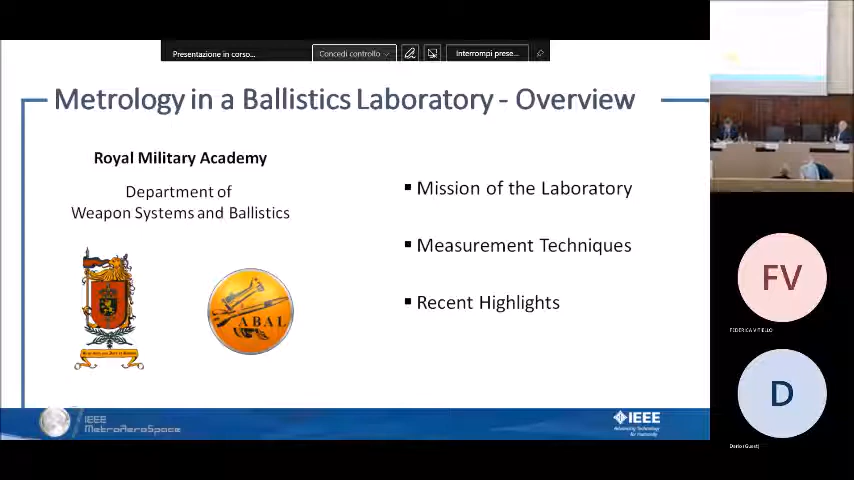 Presentazione in corso...
Concedi controllo
Interrompi prese...
Metrology in a Ballistics Laboratory - Overview
Royal Military Academy
Department of
Weapon Systems and Ballistics
▪ Mission of the Laboratory
▪ Measurement Techniques
▪ Recent Highlights
ABAL
IEEE
MetroAeroSpace
IEEE
Advancing Technology
for Humanity
FV
FEDERICA VITIELLO
D
Dario (Guest)